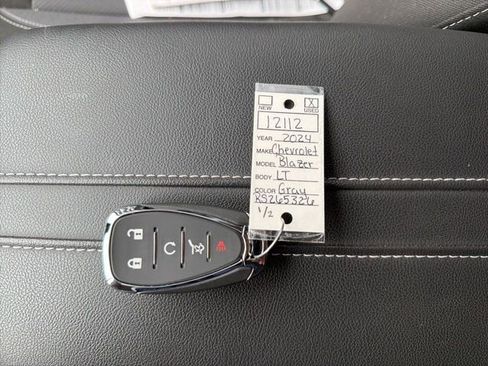 NEW X USED
12112
YEAR 2024
MAKE Chevrolet
MODEL Blazer
BODY LT
COLOR Gray
RS265326
1/2